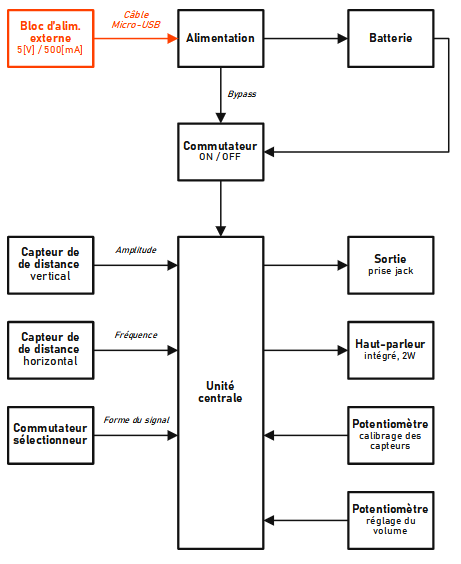 Bloc d'alim.
externe
5[V] / 500[mA]
Câble
Micro-USB
Alimentation
Batterie
Bypass
Commutateur
ON / OFF
Capteur de
de distance
vertical
Amplitude
Sortie
prise jack
Capteur de
de distance
horizontal
Fréquence
Haut-parleur
intégré, 2W
Unité
centrale
Commutateur
sélectionneur
Forme du signal
Potentiomètre
calibrage des
capteurs
Potentiomètre
réglage du
volume